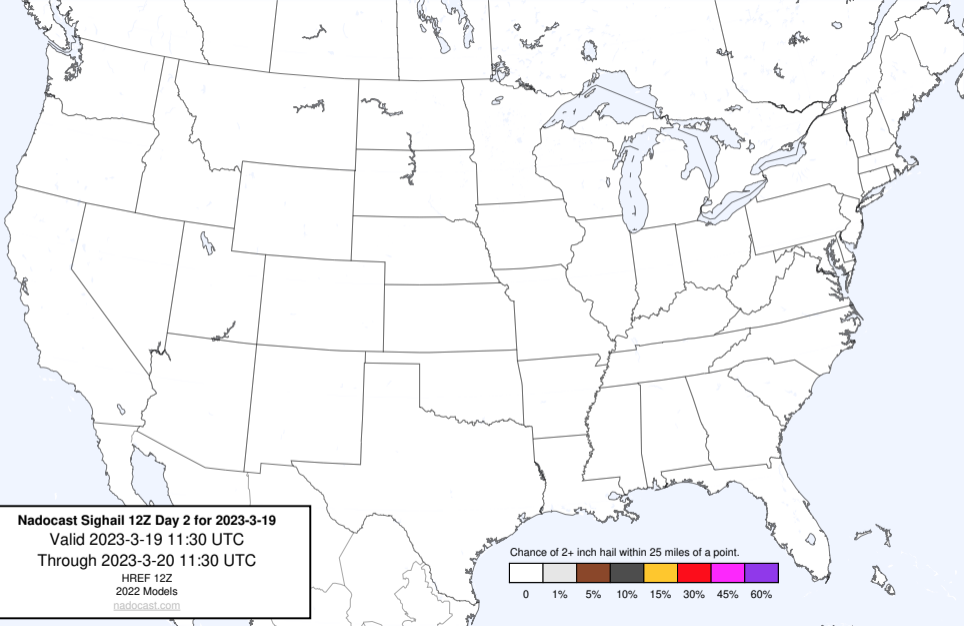 Nadocast Sighail 12Z Day 2 for 2023-3-19
Valid 2023-3-19 11:30 UTC
Through 2023-3-20 11:30 UTC
HREF 12Z
2022 Models
nadocast.com
Chance of 2+ inch hail within 25 miles of a point.
0 1% 5% 10% 15% 30% 45% 60%